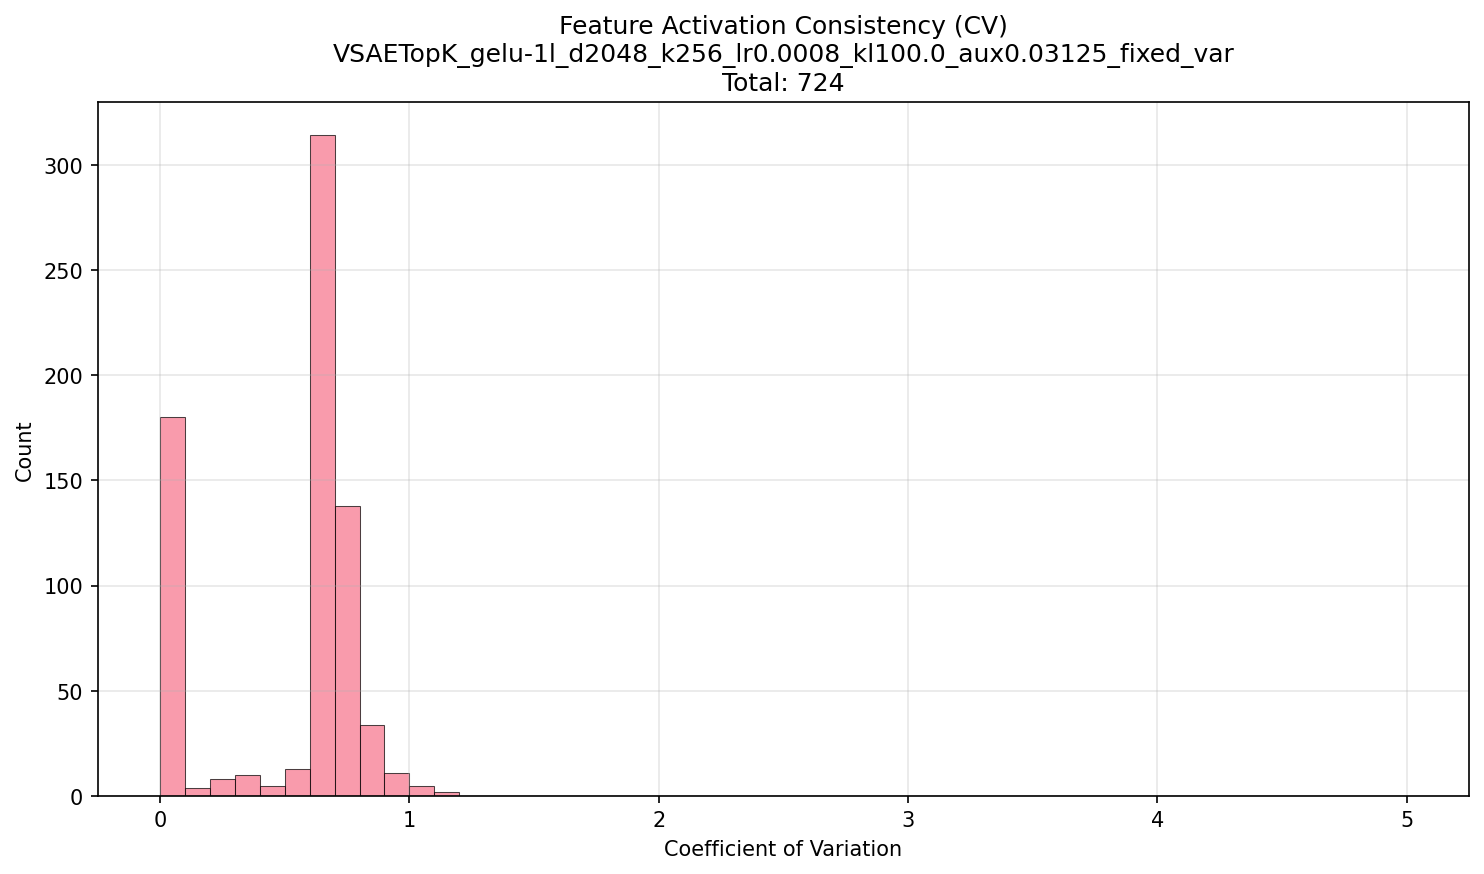 Feature Activation Consistency (CV)
VSAETopK_gelu-1l_d2048_k256_lr0.0008_kl100.0_aux0.03125_fixed_var
Total: 724
300
250
200
150
100
50
0
Count
0 1 2 3 4 5
Coefficient of Variation